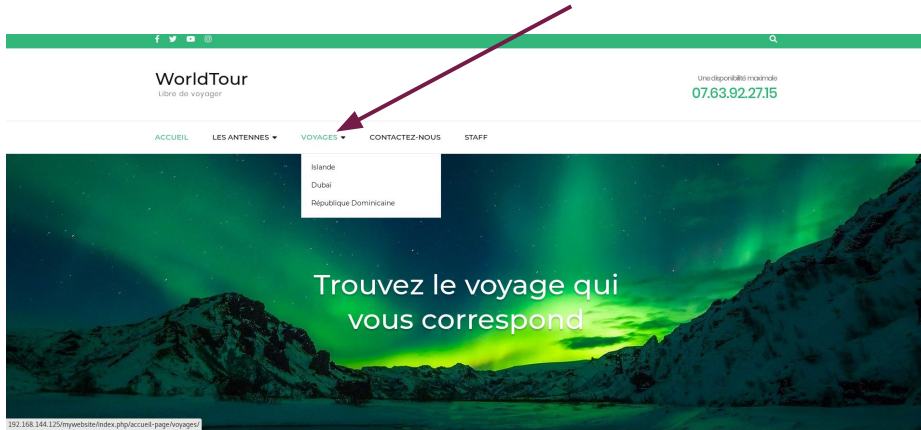 WorldTour
Libre de voyager
Une disponibilité maximale
07.63.92.27.15
ACCUEIL LES ANTENNES VOYAGES CONTACTEZ-NOUS STAFF
Islande
Dubaï
République Dominicaine
Trouvez le voyage qui
vous correspond
192.168.144.125/mywebsite/index.php/accueil-page/voyages/